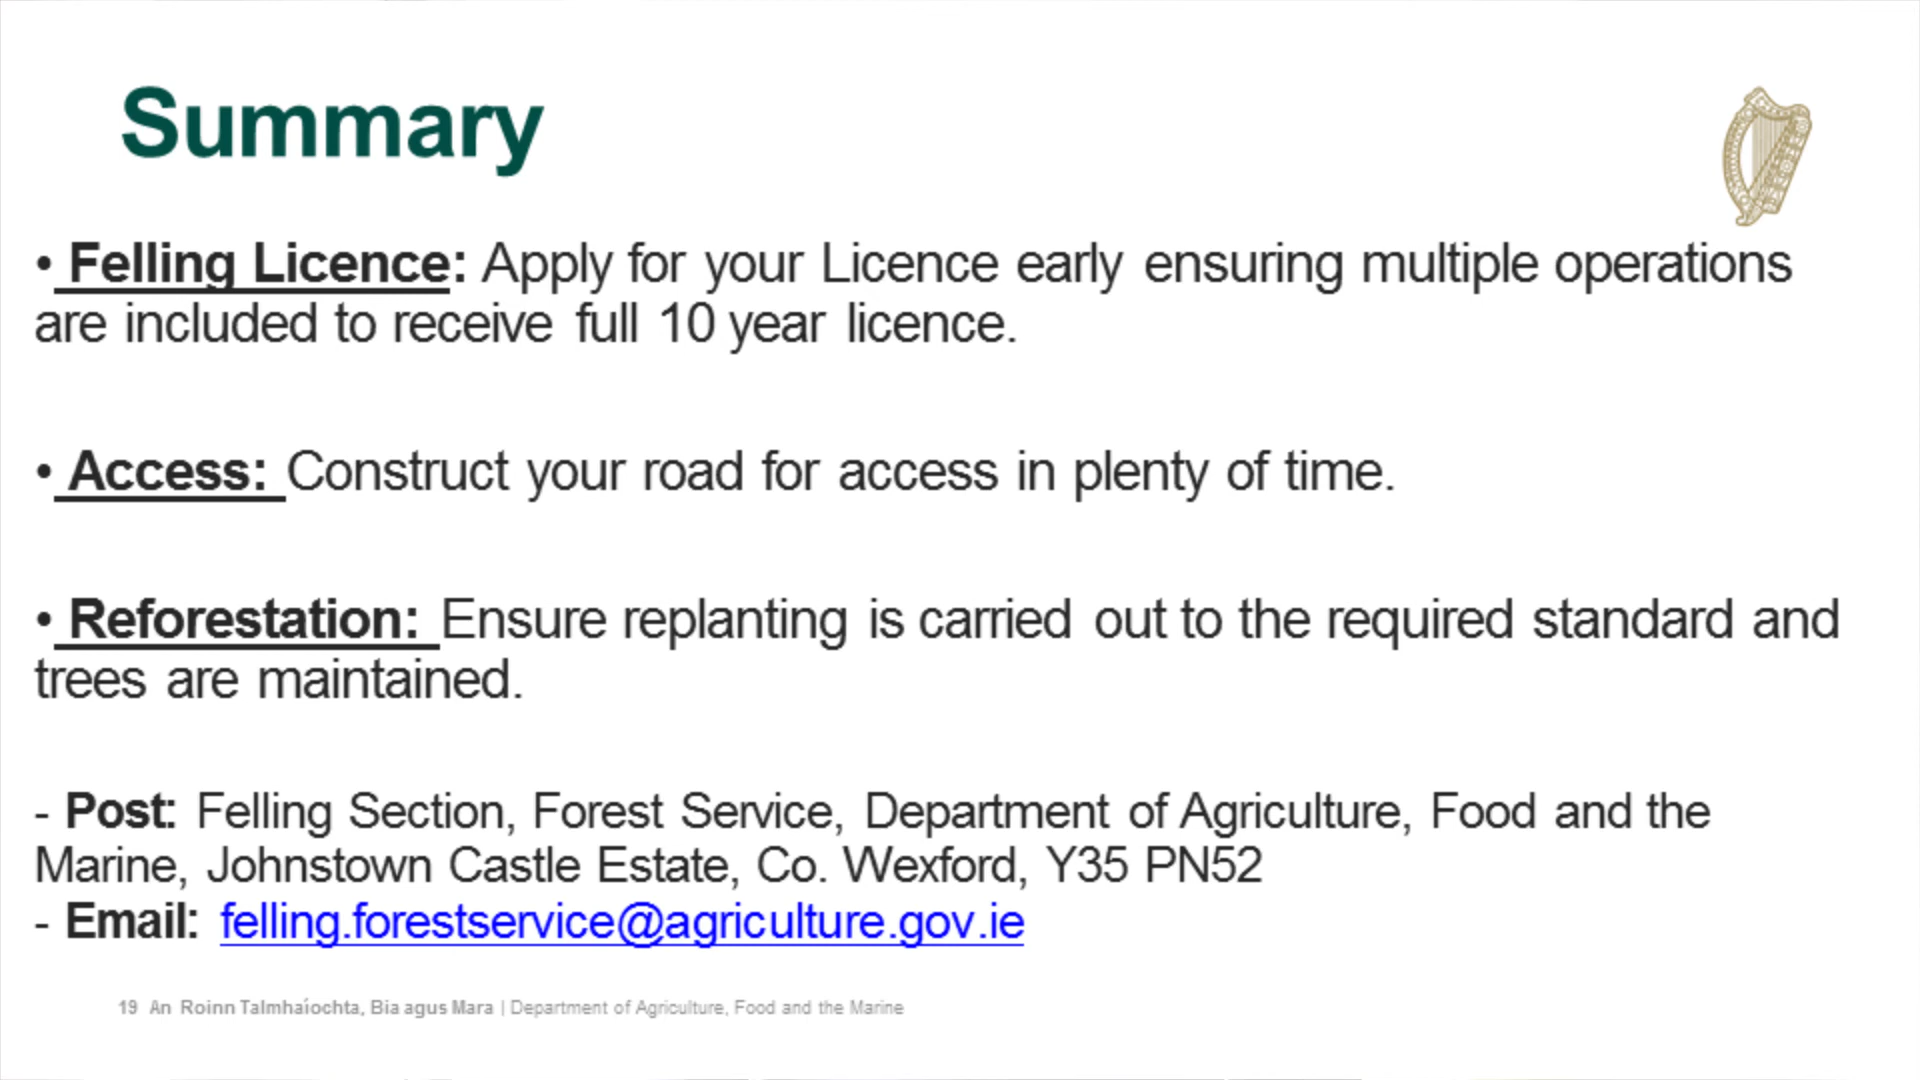 Summary
• Felling Licence: Apply for your Licence early ensuring multiple operations
are included to receive full 10 year licence.
• Access: Construct your road for access in plenty of time.
• Reforestation: Ensure replanting is carried out to the required standard and
trees are maintained.
- Post: Felling Section, Forest Service, Department of Agriculture, Food and the
Marine, Johnstown Castle Estate, Co. Wexford, Y35 PN52
- Email: felling.forestservice@agriculture.gov.ie
19 An Roinn Talmhaíochta, Bia agus Mara | Department of Agriculture, Food and the Marine